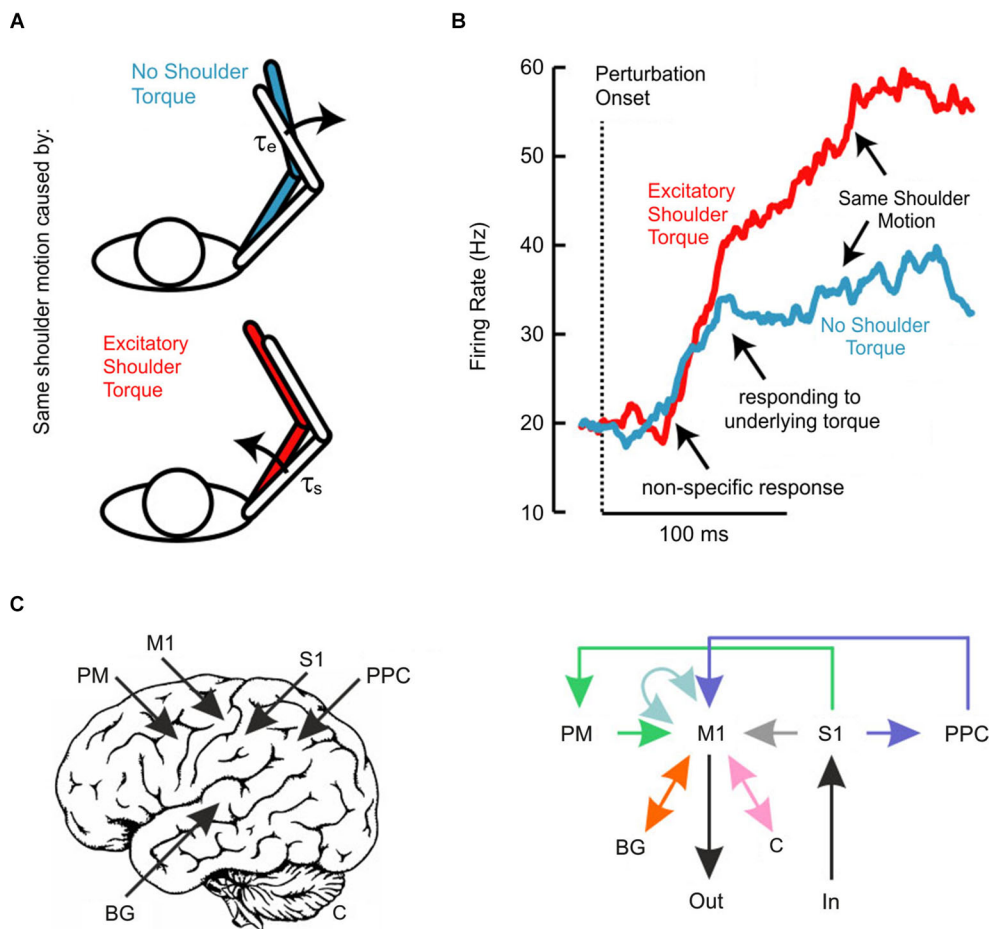 A
Same shoulder motion caused by:
No Shoulder
Torque
τe
Excitatory
Shoulder
Torque
τs
B
Firing Rate (Hz)
60
50
40
30
20
10
Perturbation
Onset
Excitatory
Shoulder
Torque
Same Shoulder
Motion
No Shoulder
Torque
responding to
underlying torque
non-specific response
100 ms
C
M1
S1
PM
PPC
BG
C
PM
M1
S1
PPC
BG
C
Out
In